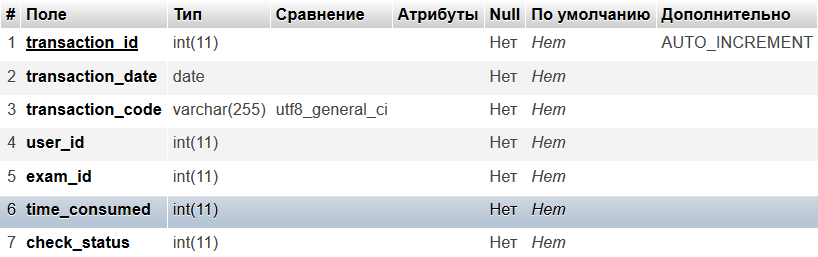 # Поле Тип Сравнение Атрибуты Null По умолчанию Дополнительно
1 transaction_id int(11) Нет Нет AUTO_INCREMENT
2 transaction_date date Нет Нет
3 transaction_code varchar(255) utf8_general_ci Нет Нет
4 user_id int(11) Нет Нет
5 exam_id int(11) Нет Нет
6 time_consumed int(11) Нет Нет
7 check_status int(11) Нет Нет